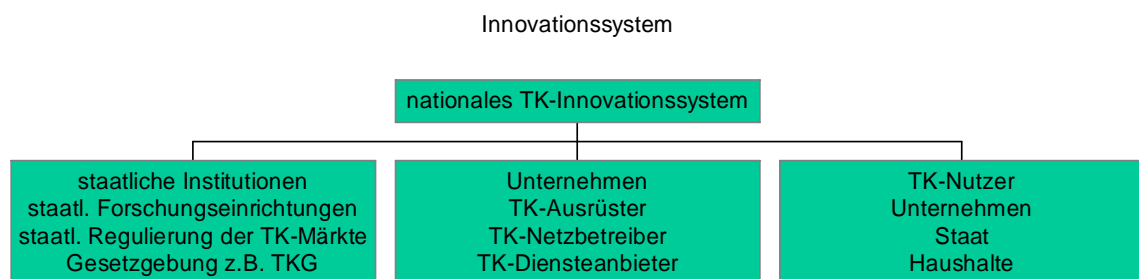 Innovationssystem
nationales TK-Innovationssystem
staatliche Institutionen
staatl. Forschungseinrichtungen
staatl. Regulierung der TK-Märkte
Gesetzgebung z.B. TKG
Unternehmen
TK-Ausrüster
TK-Netzbetreiber
TK-Diensteanbieter
TK-Nutzer
Unternehmen
Staat
Haushalte